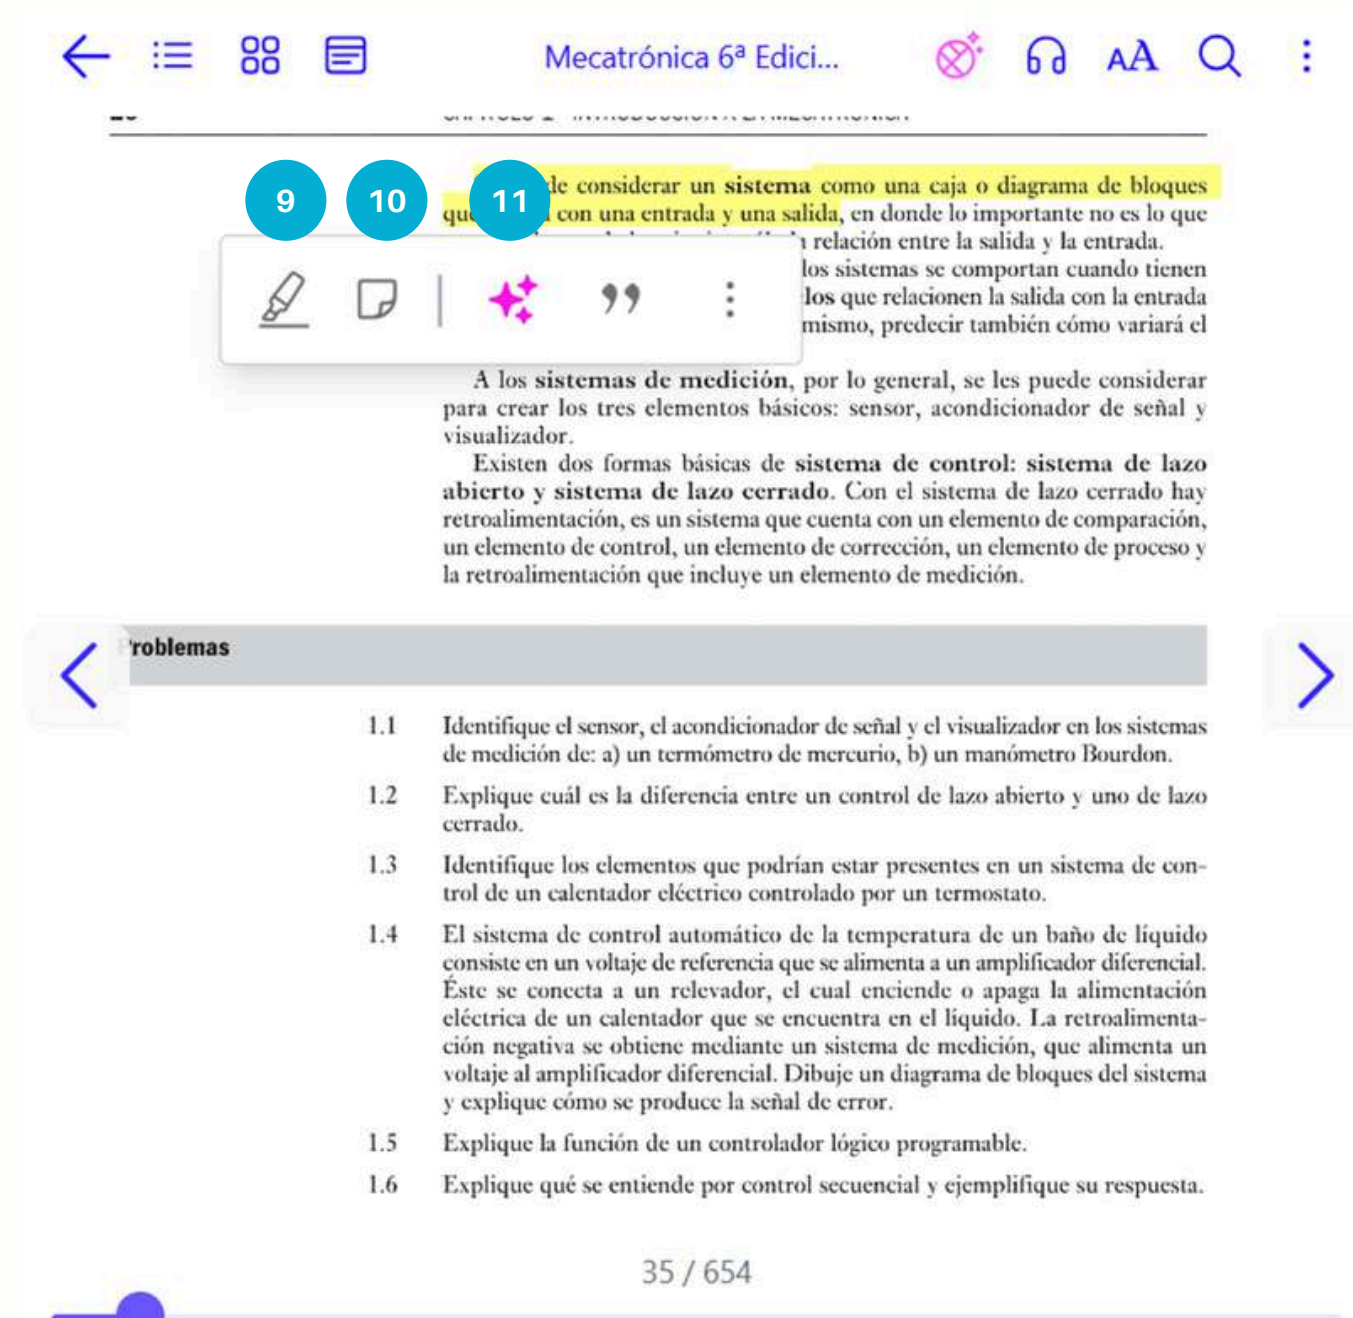 Mecatrónica 6ª Edici...
AA
CAPÍTULO 1 INTRODUCCIÓN A LA MECATRÓNICA
9 10 11
de considerar un sistema como una caja o diagrama de bloques
con una entrada y una salida, en donde lo importante no es lo que
relación entre la salida y la entrada.
los sistemas se comportan cuando tienen
los que relacionen la salida con la entrada
mismo, predecir también cómo variará el
A los sistemas de medición, por lo general, se les puede considerar
para crear los tres elementos básicos: sensor, acondicionador de señal y
visualizador.
Existen dos formas básicas de sistema de control: sistema de lazo
abierto y sistema de lazo cerrado. Con el sistema de lazo cerrado hay
retroalimentación, es un sistema que cuenta con un elemento de comparación,
un elemento de control, un elemento de corrección, un elemento de proceso y
la retroalimentación que incluye un elemento de medición.
roblemas
1.1 Identifique el sensor, el acondicionador de señal y el visualizador en los sistemas
de medición de: a) un termómetro de mercurio, b) un manómetro Bourdon.
1.2 Explique cuál es la diferencia entre un control de lazo abierto y uno de lazo
cerrado.
1.3 Identifique los elementos que podrían estar presentes en un sistema de con-
trol de un calentador eléctrico controlado por un termostato.
1.4 El sistema de control automático de la temperatura de un baño de líquido
consiste en un voltaje de referencia que se alimenta a un amplificador diferencial.
Éste se conecta a un relevador, el cual enciende o apaga la alimentación
eléctrica de un calentador que se encuentra en el líquido. La retroalimenta-
ción negativa se obtiene mediante un sistema de medición, que alimenta un
voltaje al amplificador diferencial. Dibuje un diagrama de bloques del sistema
y explique cómo se produce la señal de error.
1.5 Explique la función de un controlador lógico programable.
1.6 Explique qué se entiende por control secuencial y ejemplifique su respuesta.
35 / 654